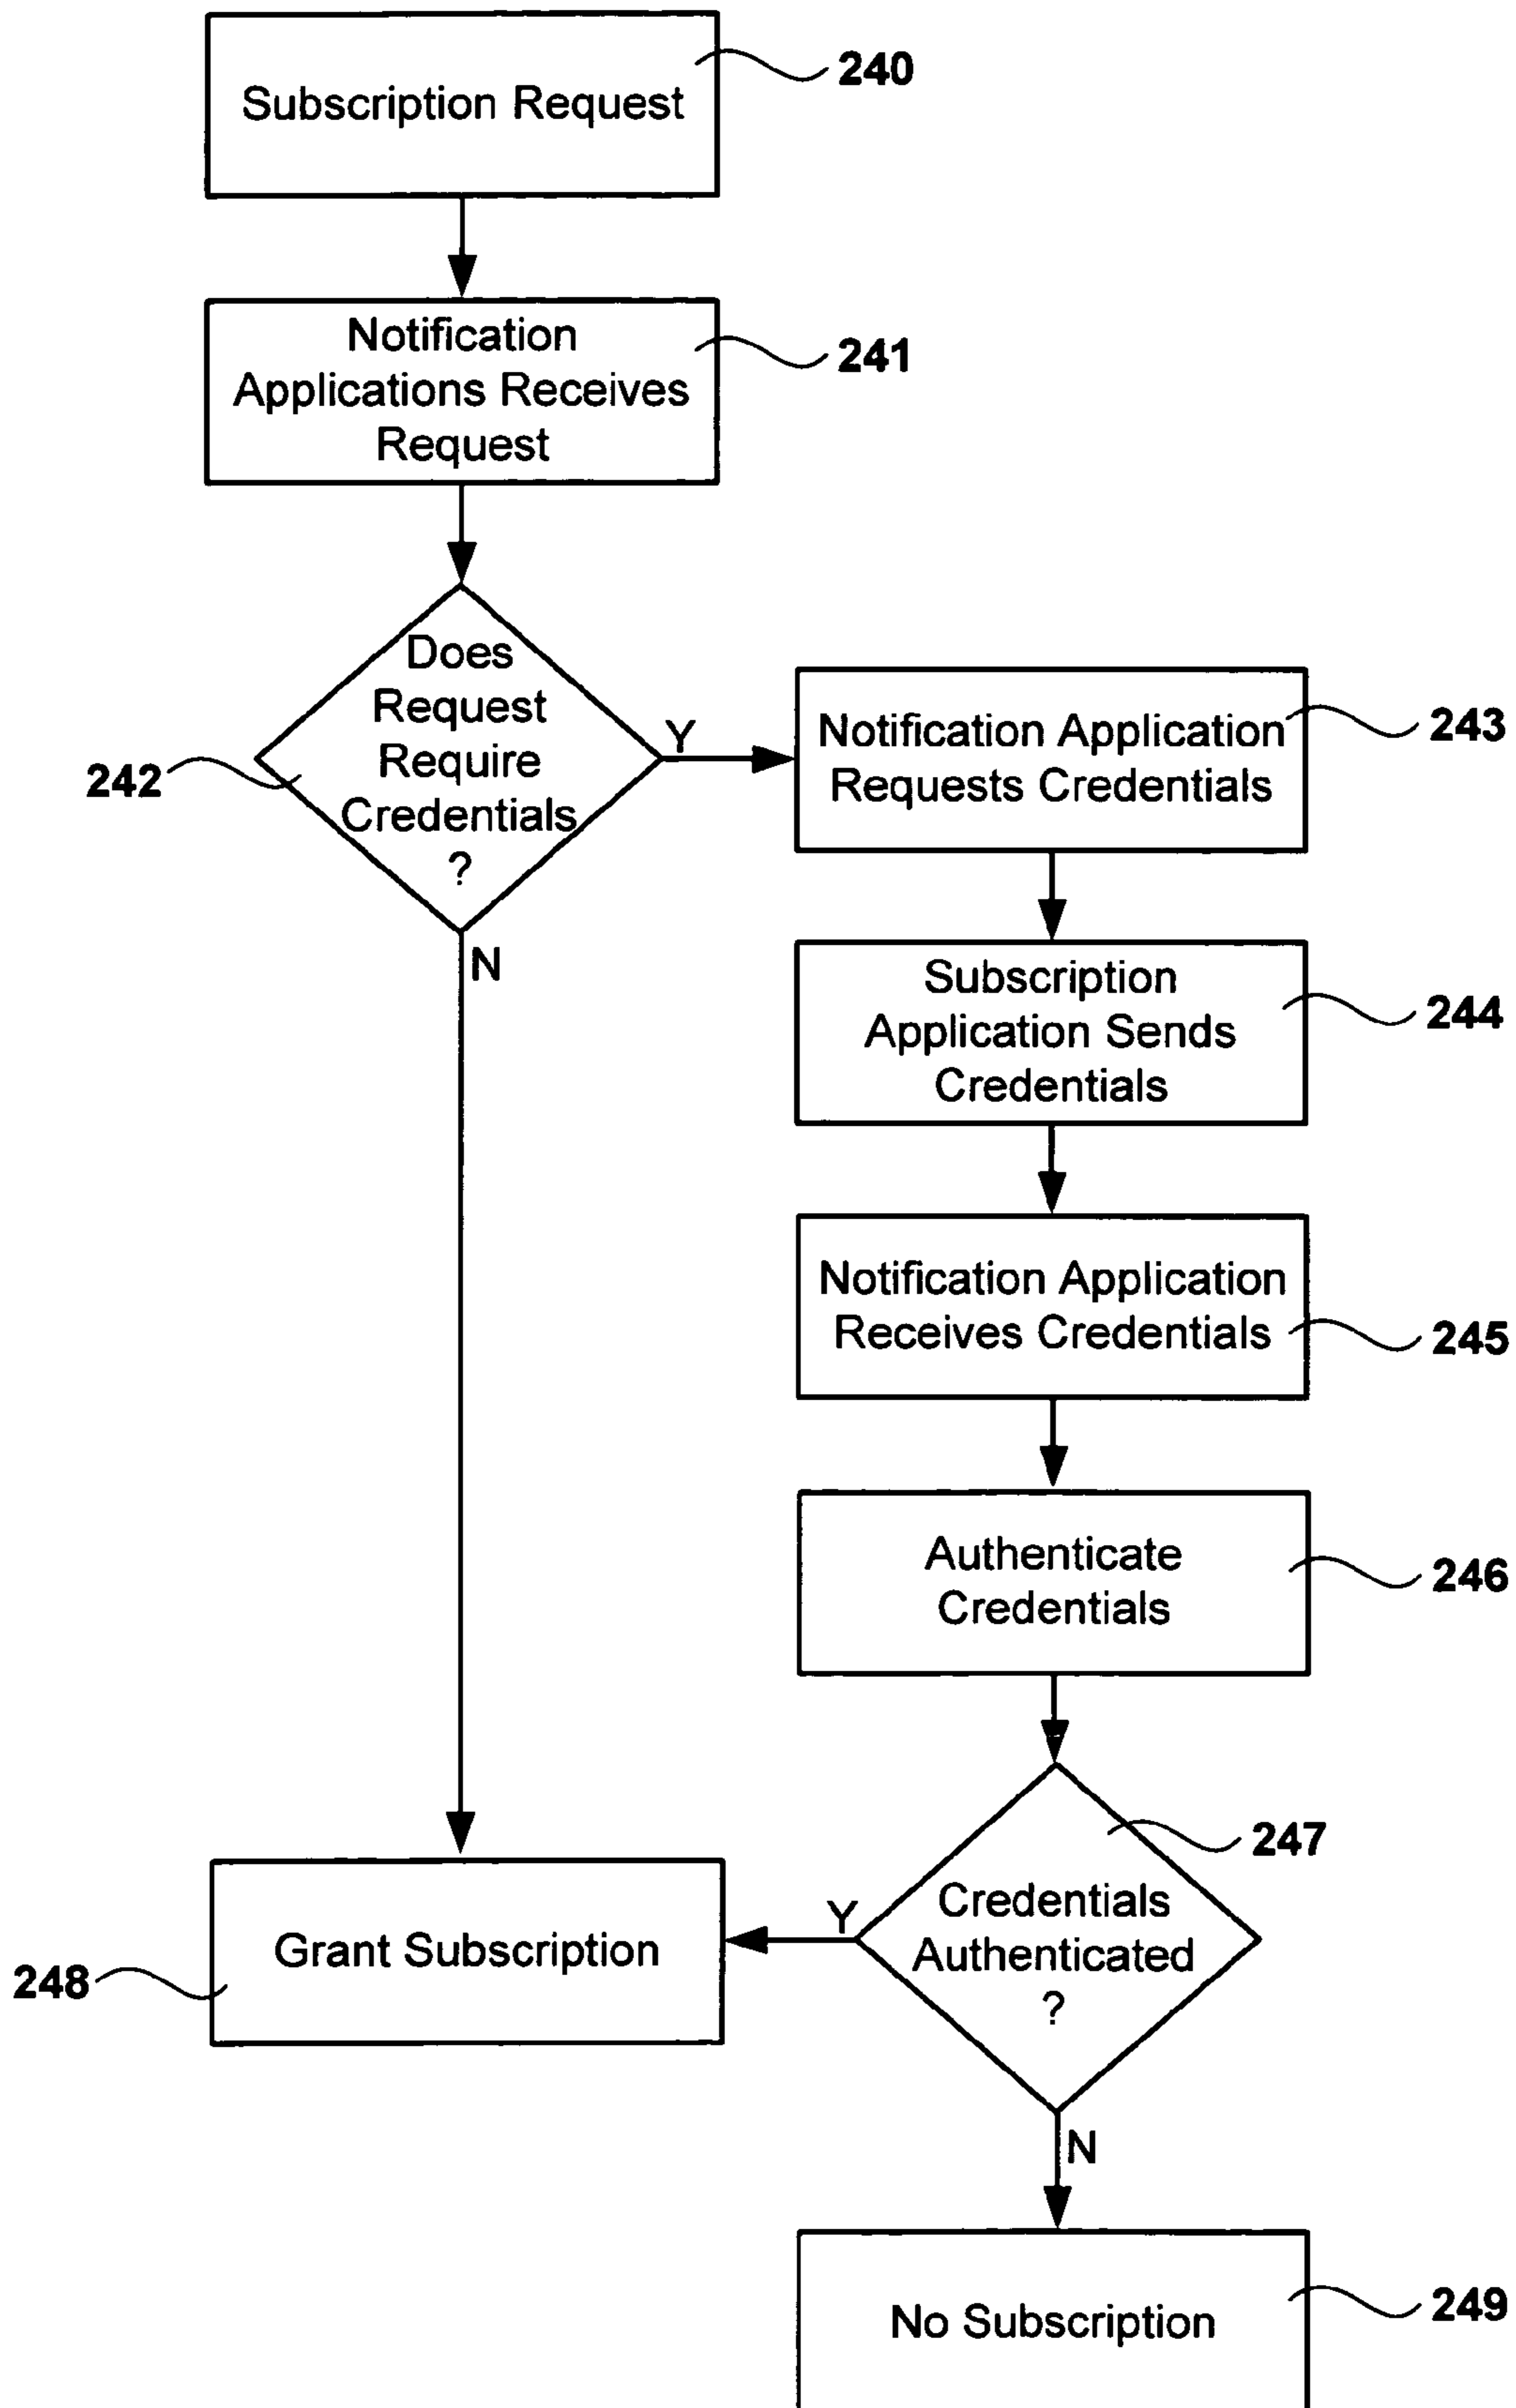 Subscription Request
240
Notification
Applications Receives
Request
241
Does
Request
Require
Credentials
?
242
Y
N
Notification Application
Requests Credentials
243
Subscription
Application Sends
Credentials
244
Notification Application
Receives Credentials
245
Authenticate
Credentials
246
Credentials
Authenticated
?
247
Y
N
Grant Subscription
248
No Subscription
249